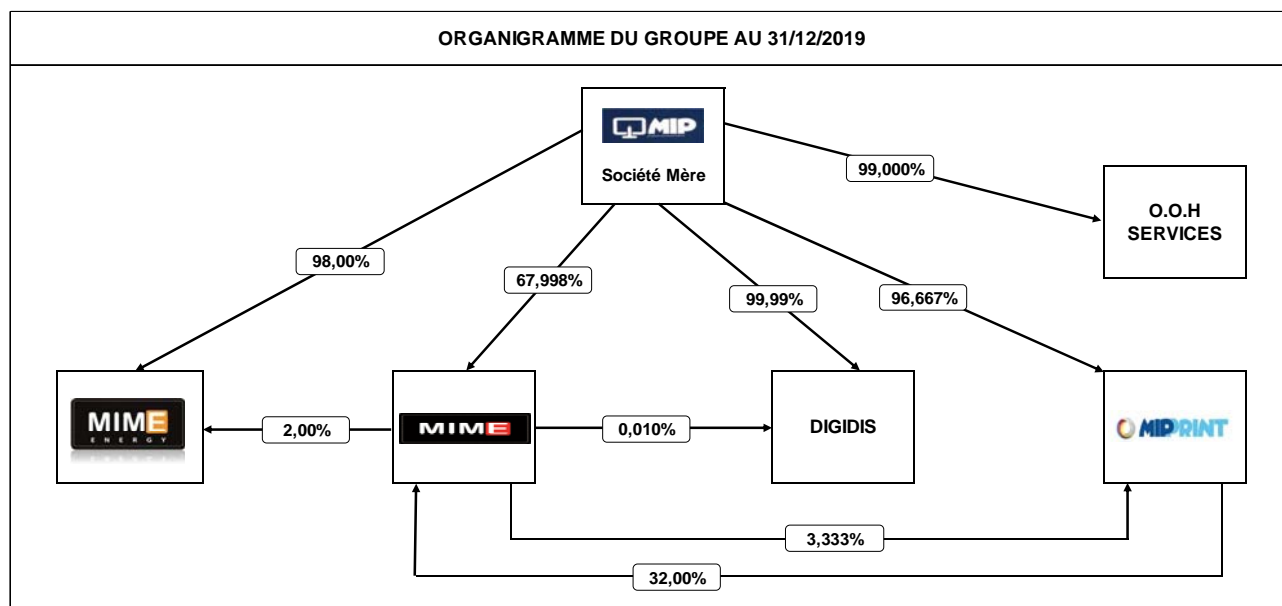 ORGANIGRAMME DU GROUPE AU 31/12/2019
MIP
Société Mère
99,000%
O.O.H
SERVICES
98,00%
67,998%
99,99%
96,667%
MIME
ENERGY
2,00%
MIME
0,010%
DIGIDIS
MIPRINT
3,333%
32,00%